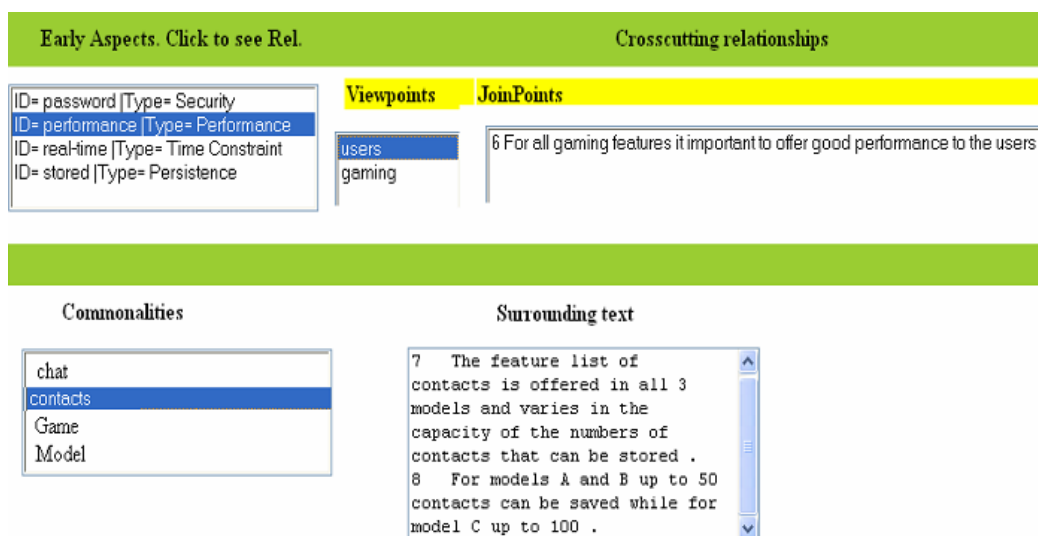 Early Aspects. Click to see Rel.
Crosscutting relationships
ID= password |Type= Security
ID= performance |Type= Performance
ID= real-time |Type= Time Constraint
ID= stored |Type= Persistence
Viewpoints
JoinPoints
users
gaming
6 For all gaming features it important to offer good performance to the users
Commonalities
Surrounding text
chat
contacts
Game
Model
7 The feature list of
contacts is offered in all 3
models and varies in the
capacity of the numbers of
contacts that can be stored .
8 For models A and B up to 50
contacts can be saved while for
model C up to 100 .